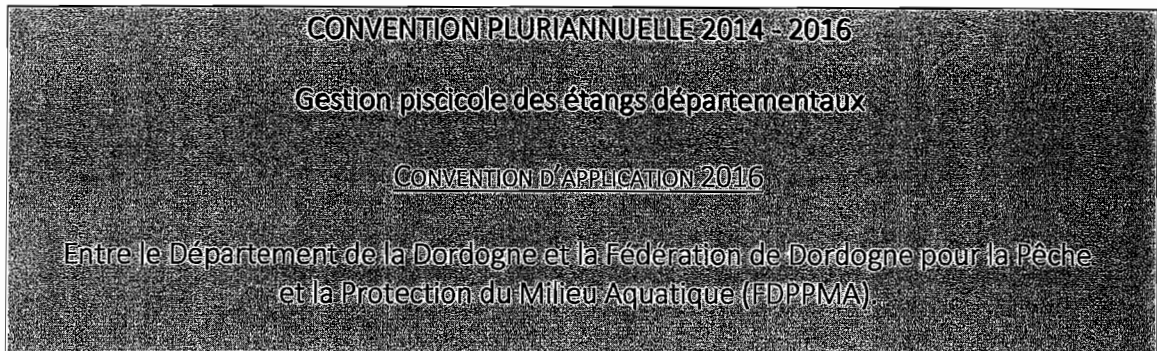 CONVENTION PLURIANNUELLE 2014 - 2016
Gestion piscicole des étangs départementaux
CONVENTION D'APPLICATION 2016
Entre le Département de la Dordogne et la Fédération de Dordogne pour la Pêche
et la Protection du Milieu Aquatique (FDPPMA).